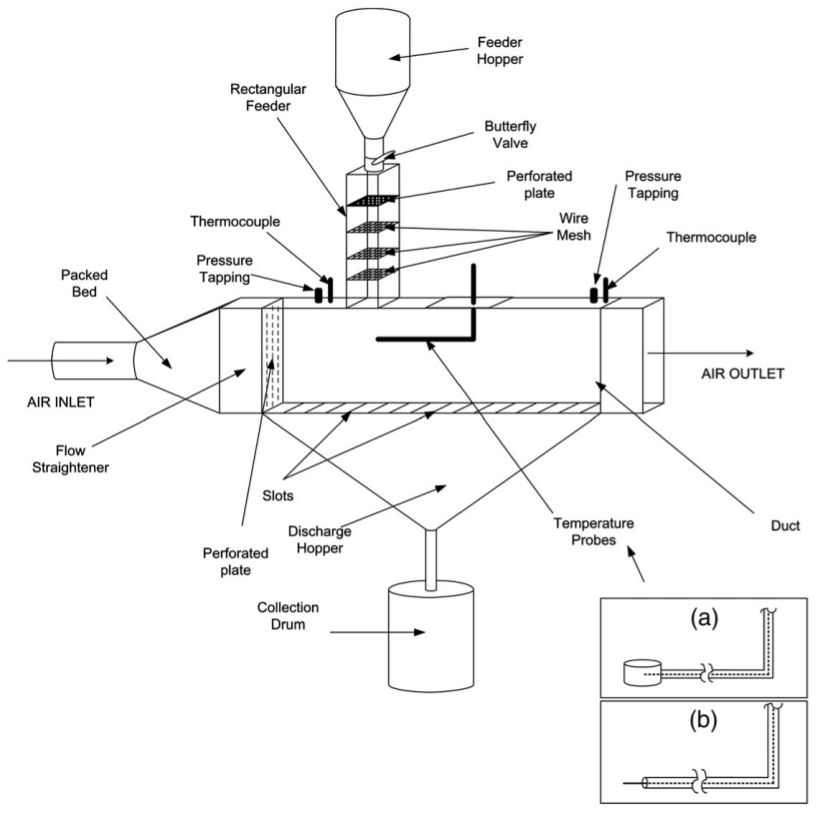 Feeder
Hopper
Rectangular
Feeder
Butterfly
Valve
Perforated
plate
Pressure
Tapping
Thermocouple
Wire
Mesh
Thermocouple
Pressure
Tapping
Packed
Bed
AIR INLET
AIR OUTLET
Flow
Straightener
Slots
Perforated
plate
Discharge
Hopper
Temperature
Probes
Duct
Collection
Drum
(a)
(b)